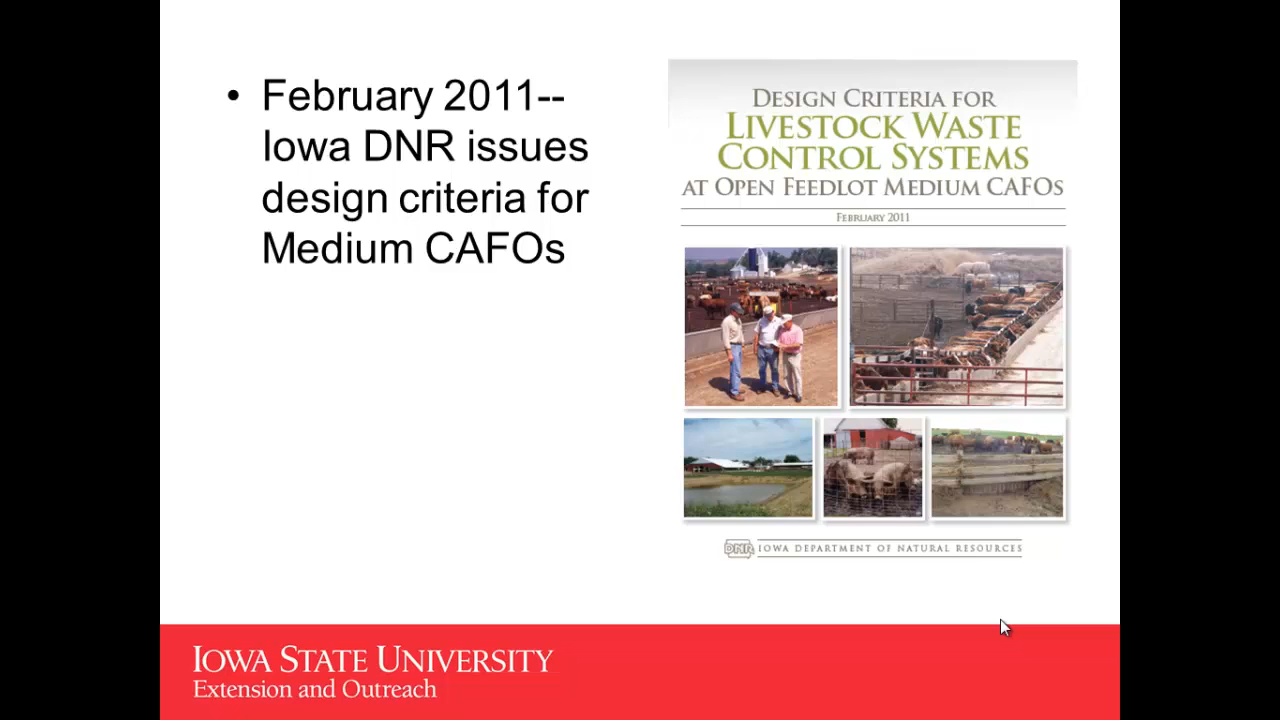 • February 2011--
Iowa DNR issues
design criteria for
Medium CAFOs
DESIGN CRITERIA FOR
LIVESTOCK WASTE
CONTROL SYSTEMS
AT OPEN FEEDLOT MEDIUM CAFOS
FEBRUARY 2011
DNR IOWA DEPARTMENT OF NATURAL RESOURCES
IOWA STATE UNIVERSITY
Extension and Outreach